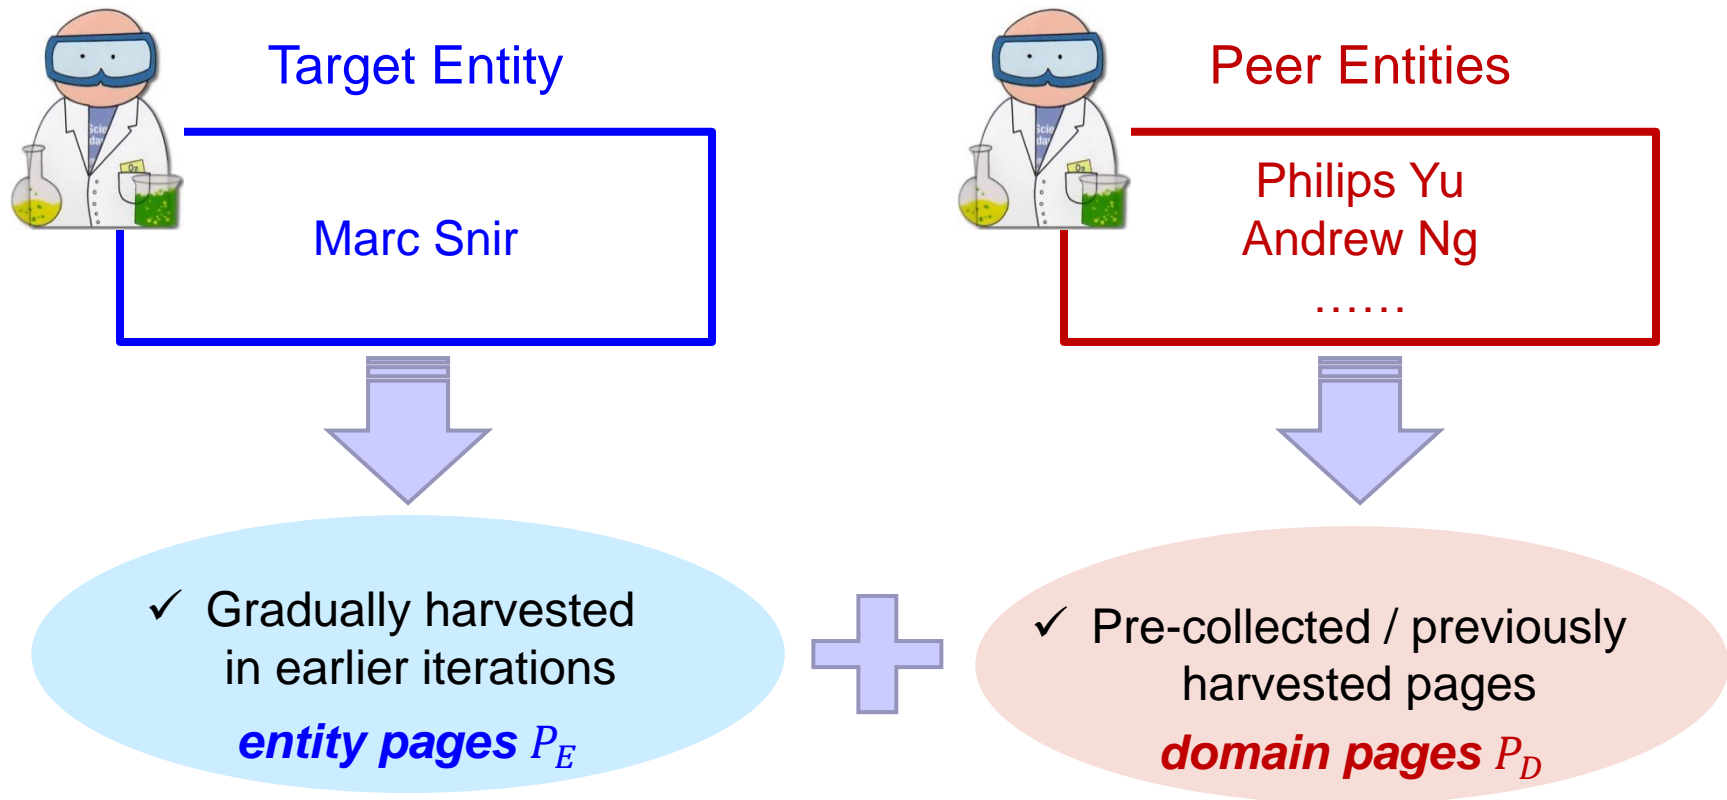 Target Entity
Marc Snir
✓ Gradually harvested
in earlier iterations
entity pages P_E
Peer Entities
Philips Yu
Andrew Ng
......
✓ Pre-collected / previously
harvested pages
domain pages P_D